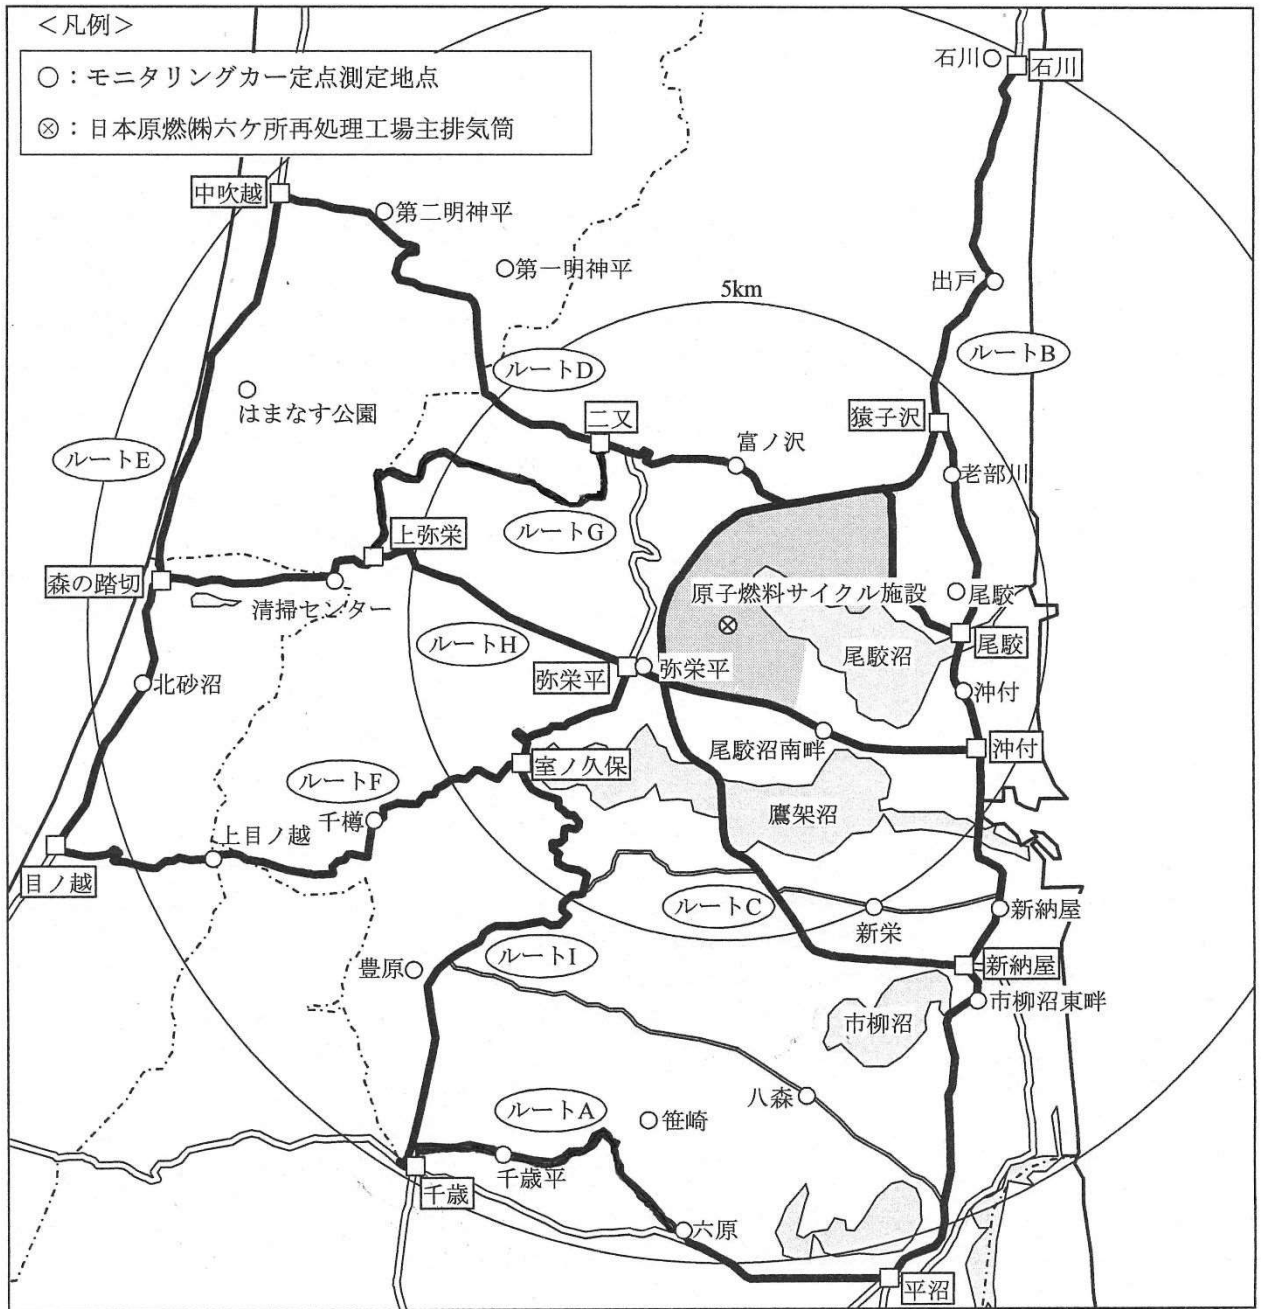 <凡例>
○:モニタリングカー定点測定地点
⊗:日本原燃㈱六ケ所再処理工場主排気筒
石川
石川
中吹越
第二明神平
第一明神平
出戸
5km
ルートB
ルートD
はまなす公園
二又
猿子沢
富ノ沢
ルートE
老部川
ルートG
上弥栄
森の踏切
清掃センター
原子燃料サイクル施設
尾駮
ルートH
尾駮沼
尾駮
弥栄平
弥栄平
北砂沼
沖付
尾駮沼南畔
沖付
室ノ久保
ルートF
千樽
鷹架沼
上目ノ越
目ノ越
ルートC
新栄
新納屋
ルートI
豊原
新納屋
市柳沼東畔
市柳沼
八森
ルートA
笹崎
千歳平
千歳
六原
平沼